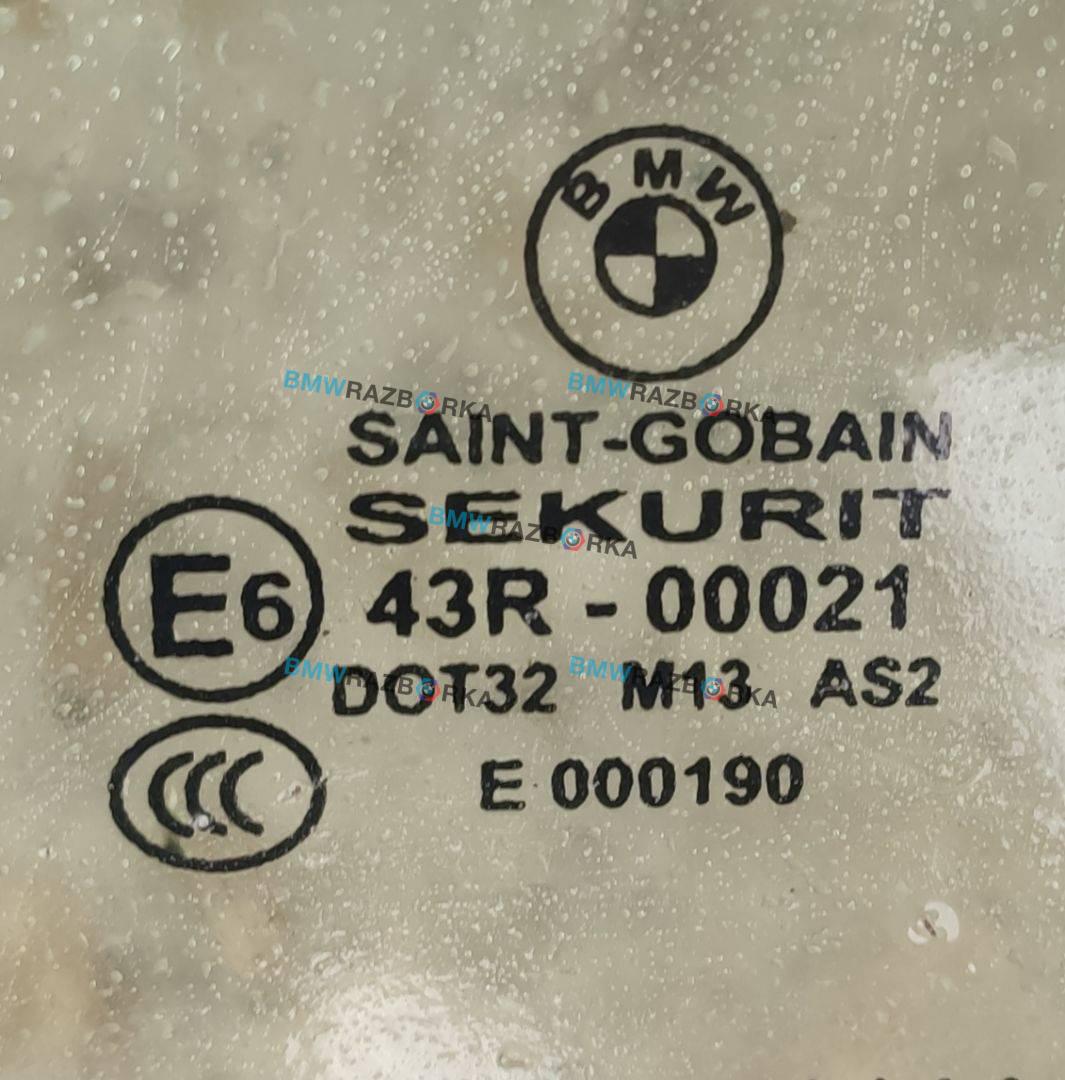 BMW
BMWRAZBORKA BMWRAZBORKA
SAINT-GOBAIN
SEKURIT
BMWRAZBORKA
E6 43R - 00021
BMWRAZBORKA BMWRAZBORKA
DOT32 M13 AS2
CCC E 000190